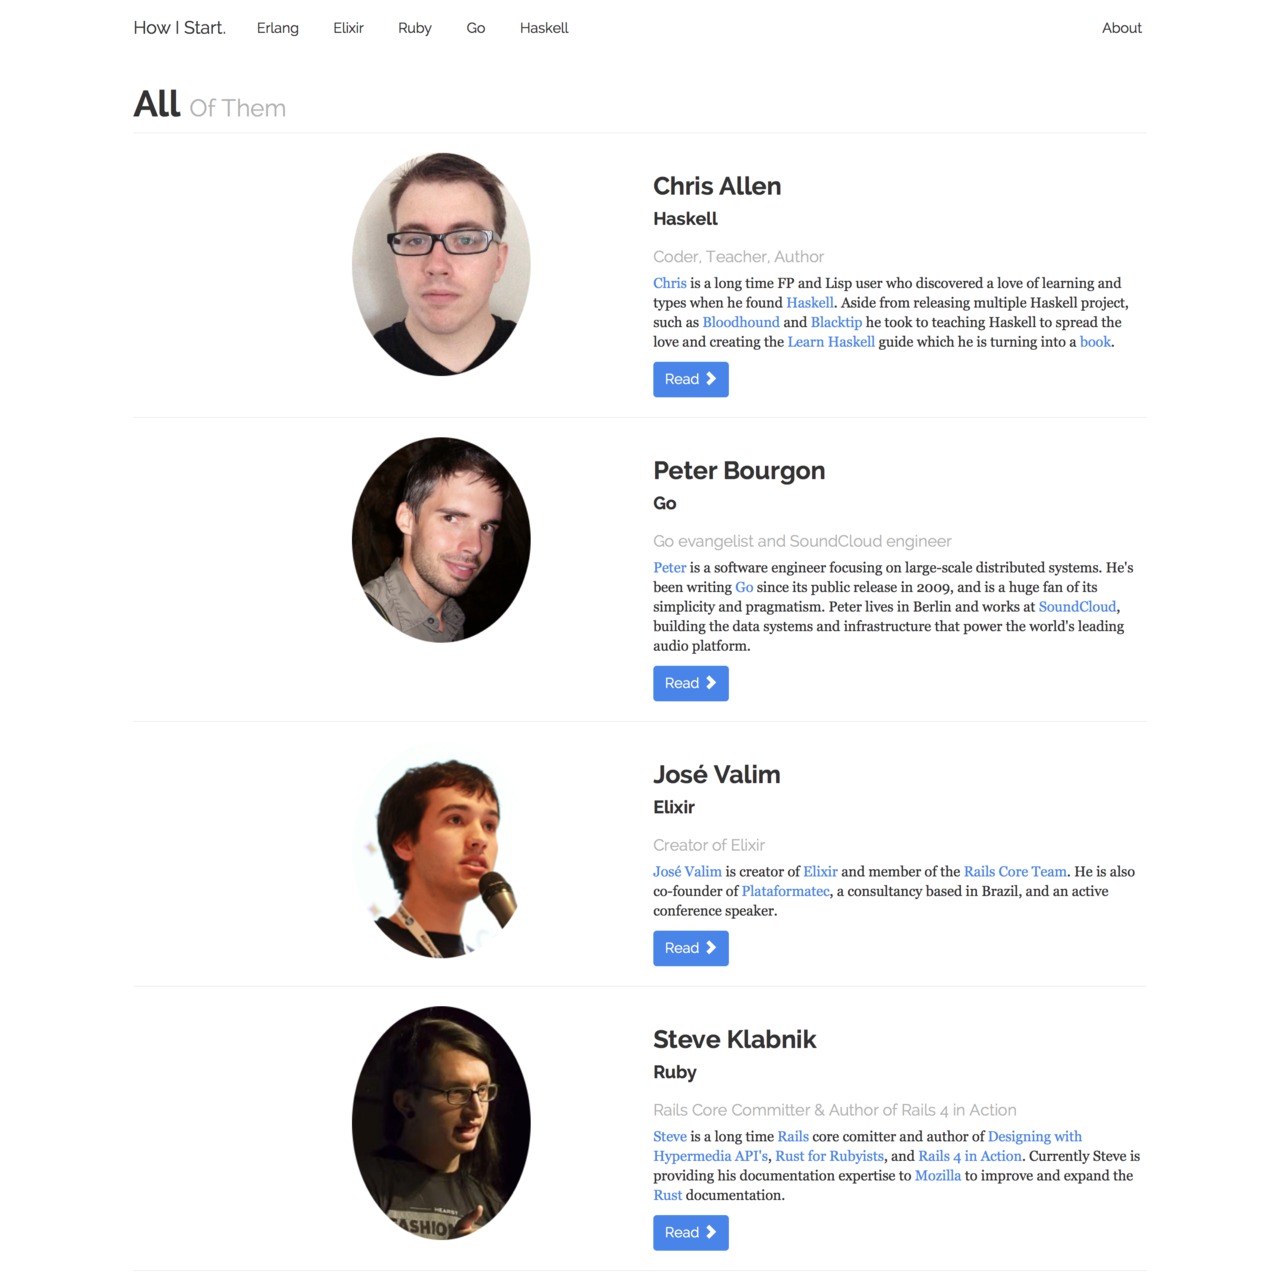 How I Start. Erlang Elixir Ruby Go Haskell About
All Of Them
Chris Allen
Haskell
Coder, Teacher, Author
Chris is a long time FP and Lisp user who discovered a love of learning and
types when he found Haskell. Aside from releasing multiple Haskell project,
such as Bloodhound and Blacktip he took to teaching Haskell to spread the
love and creating the Learn Haskell guide which he is turning into a book.
Read
Peter Bourgon
Go
Go evangelist and SoundCloud engineer
Peter is a software engineer focusing on large-scale distributed systems. He's
been writing Go since its public release in 2009, and is a huge fan of its
simplicity and pragmatism. Peter lives in Berlin and works at SoundCloud,
building the data systems and infrastructure that power the world's leading
audio platform.
Read
José Valim
Elixir
Creator of Elixir
José Valim is creator of Elixir and member of the Rails Core Team. He is also
co-founder of Plataformatec, a consultancy based in Brazil, and an active
conference speaker.
Read
Steve Klabnik
Ruby
Rails Core Committer & Author of Rails 4 in Action
Steve is a long time Rails core comitter and author of Designing with
Hypermedia API's, Rust for Rubyists, and Rails 4 in Action. Currently Steve is
providing his documentation expertise to Mozilla to improve and expand the
Rust documentation.
HEARST
FASHION
Read